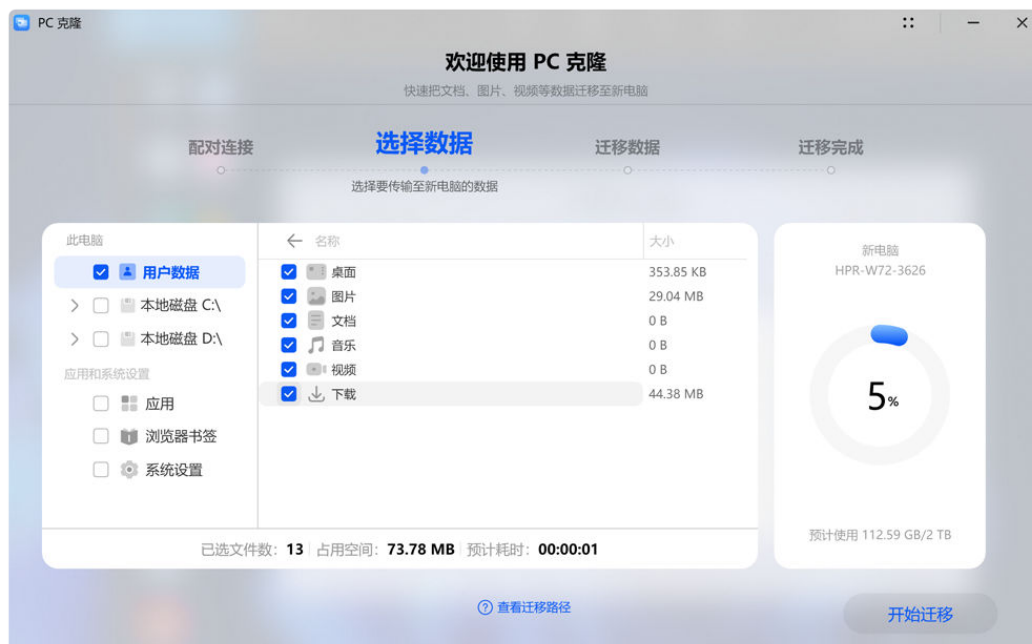 PC 克隆
欢迎使用 PC 克隆
快速把文档、图片、视频等数据迁移至新电脑
配对连接
选择数据
迁移数据
迁移完成
选择要传输至新电脑的数据
此电脑
用户数据
本地磁盘 C:\
本地磁盘 D:\
应用和系统设置
应用
浏览器书签
系统设置
名称 大小
桌面 353.85 KB
图片 29.04 MB
文档 0 B
音乐 0 B
视频 0 B
下载 44.38 MB
已选文件数: 13 占用空间: 73.78 MB 预计耗时: 00:00:01
新电脑
HPR-W72-3626
5%
预计使用 112.59 GB/2 TB
查看迁移路径
开始迁移